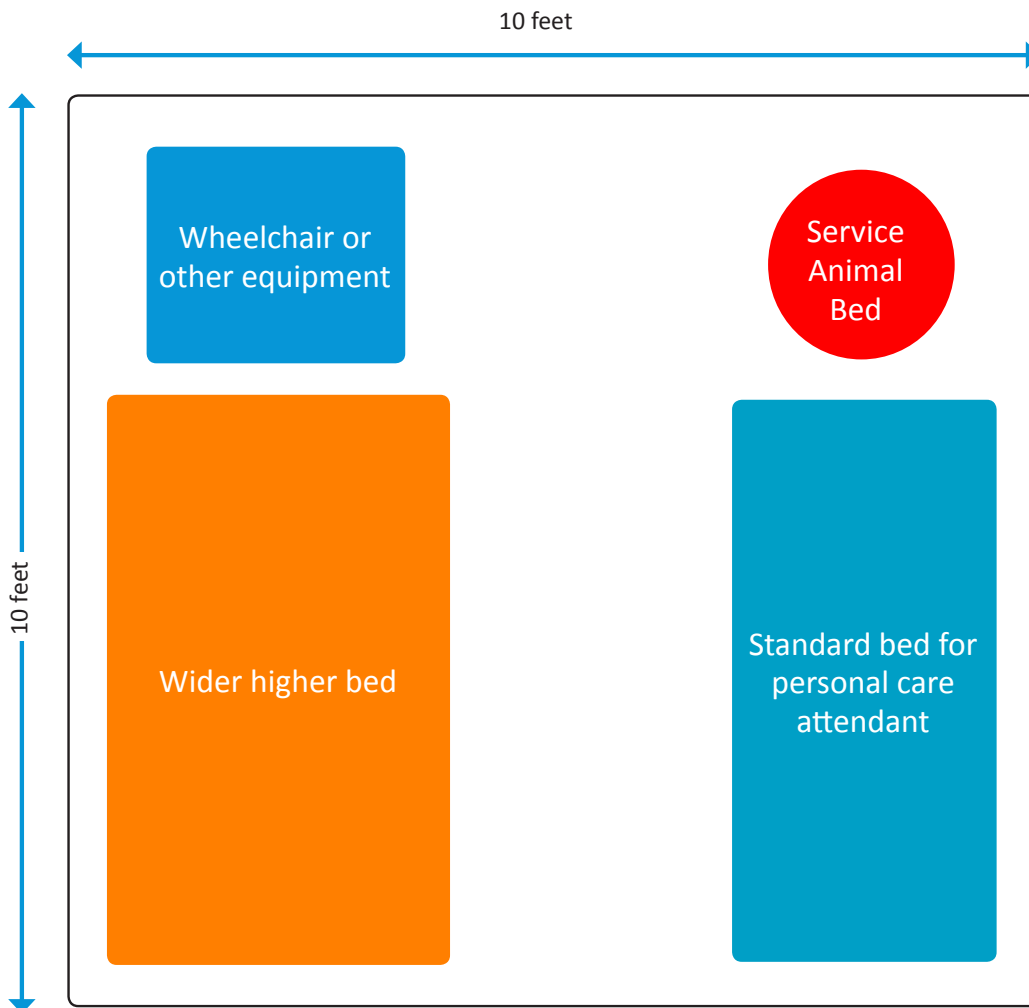 10 feet
10 feet
Wheelchair or
other equipment
Service
Animal
Bed
Wider higher bed
Standard bed for
personal care
attendant